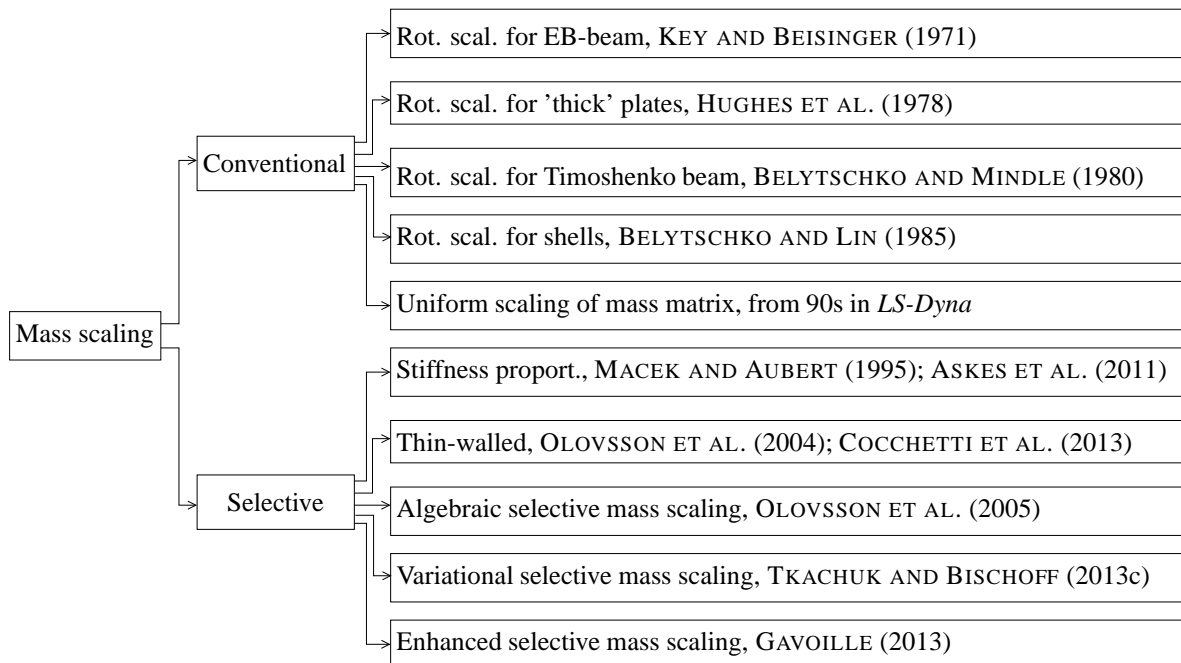 Mass scaling
Conventional
Rot. scal. for EB-beam, KEY AND BEISINGER (1971)
Rot. scal. for 'thick' plates, HUGHES ET AL. (1978)
Rot. scal. for Timoshenko beam, BELYTSCHKO AND MINDLE (1980)
Rot. scal. for shells, BELYTSCHKO AND LIN (1985)
Uniform scaling of mass matrix, from 90s in LS-Dyna
Selective
Stiffness proport., MACEK AND AUBERT (1995); ASKES ET AL. (2011)
Thin-walled, OLOVSSON ET AL. (2004); COCCHETTI ET AL. (2013)
Algebraic selective mass scaling, OLOVSSON ET AL. (2005)
Variational selective mass scaling, TKACHUK AND BISCHOFF (2013c)
Enhanced selective mass scaling, GAVOILLE (2013)